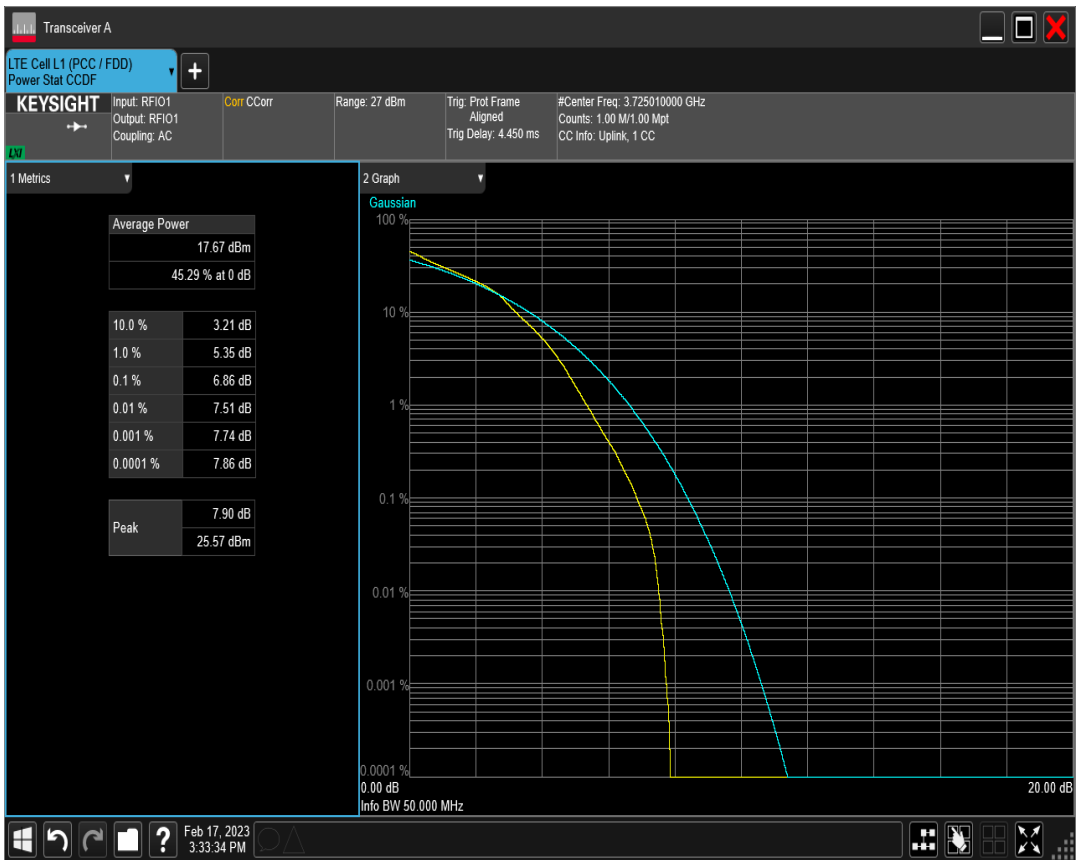 Transceiver A
LTE Cell L1 (PCC / FDD)
Power Stat CCDF
+
KEYSIGHT
LXI
Input: RFIO1
Output: RFIO1
Coupling: AC
Corr CCorr
Range: 27 dBm
Trig: Prot Frame
Aligned
Trig Delay: 4.450 ms
#Center Freq: 3.725010000 GHz
Counts: 1.00 M/1.00 Mpt
CC Info: Uplink, 1 CC
1 Metrics
Average Power
17.67 dBm
45.29 % at 0 dB
10.0 % 3.21 dB
1.0 % 5.35 dB
0.1 % 6.86 dB
0.01 % 7.51 dB
0.001 % 7.74 dB
0.0001 % 7.86 dB
Peak
7.90 dB
25.57 dBm
2 Graph
Gaussian
100 %
10 %
1 %
0.1 %
0.01 %
0.001 %
0.0001 %
0.00 dB 20.00 dB
Info BW 50.000 MHz
?
Feb 17, 2023
3:33:34 PM